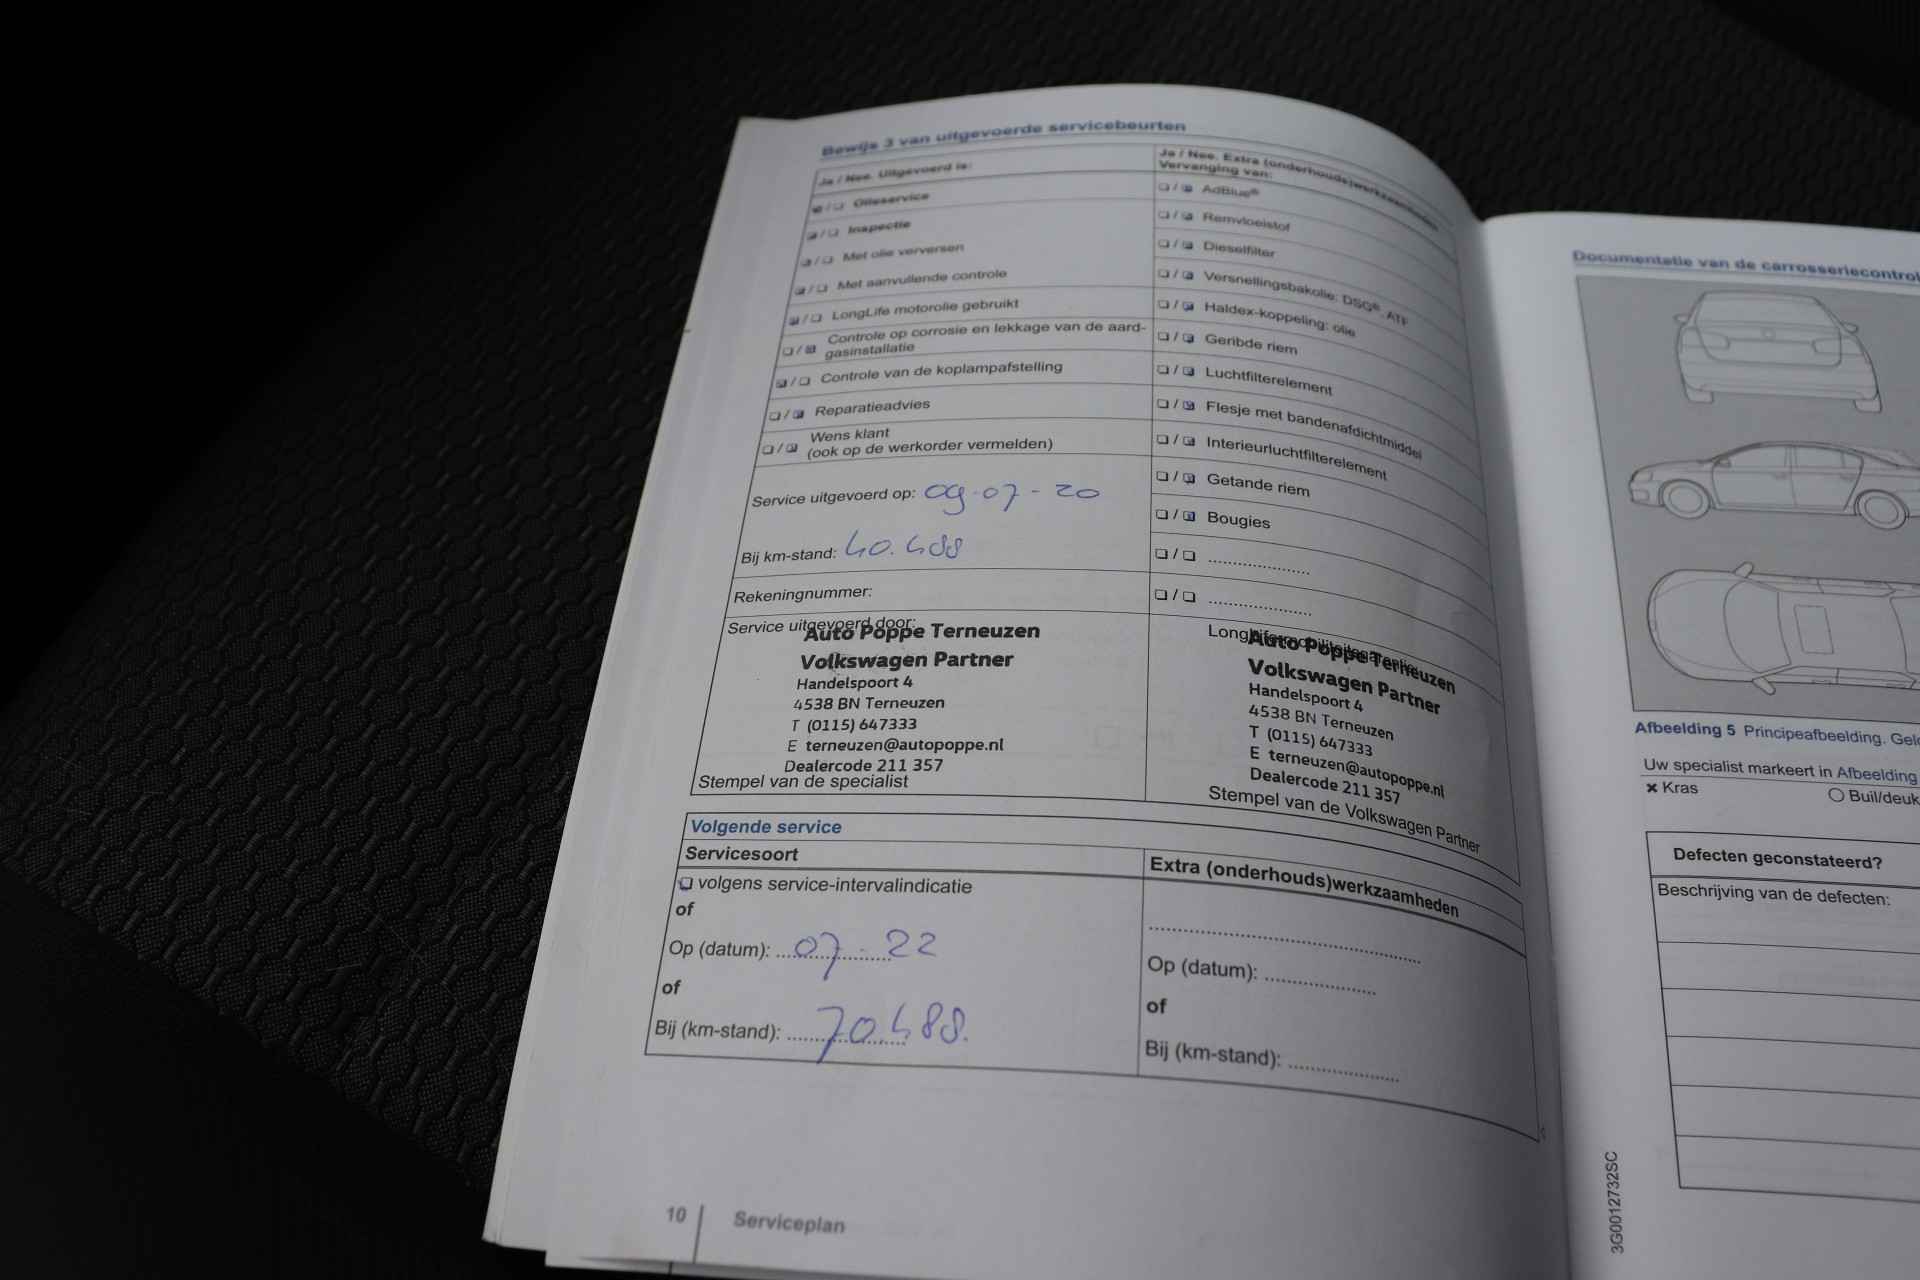 Bewijs 3 van uitgevoerde servicebeurten
Ja / Nee. Uitgevoerd is:
Olieservice
Inspectie
Met olie verversen
Met aanvullende controle
LongLife motorolie gebruikt
Controle op corrosie en lekkage van de aard-
gasinstallatie
Controle van de koplampafstelling
Reparatieadvies
Wens klant
(ook op de werkorder vermelden)
Service uitgevoerd op: 09-07-20
Bij km-stand: 40.488
Rekeningnummer:
Service uitgevoerd door:
Auto Poppe Terneuzen
Volkswagen Partner
Handelspoort 4
4538 BN Terneuzen
T (0115) 647333
E terneuzen@autopoppe.nl
Dealercode 211 357
Stempel van de specialist
Ja / Nee. Extra (onderhouds)werkzaamheden
Vervanging van:
AdBlue®
Remvloeistof
Dieselfilter
Versnellingsbakolie: DSG®, ATF
Haldex-koppeling: olie
Geribde riem
Luchtfilterelement
Flesje met bandenafdichtmiddel
Interieurluchtfilterelement
Getande riem
Bougies
....................
....................
Auto Poppe Terneuzen
Volkswagen Partner
Handelspoort 4
4538 BN Terneuzen
T (0115) 647333
E terneuzen@autopoppe.nl
Dealercode 211 357
Stempel van de Volkswagen Partner
Volgende service
Servicesoort
volgens service-intervalindicatie
of
Op (datum): 07-22
of
Bij (km-stand): 70.488.
Extra (onderhouds)werkzaamheden
Op (datum): ....................
of
Bij (km-stand): ....................
10 Serviceplan
Documentatie van de
Afbeelding 5 Principeafbeelding.
Uw specialist markeert in Afbeelding
Kras
Buil/deuk
Defecten geconstateerd?
Beschrijving van de defecten:
3G0012732SC